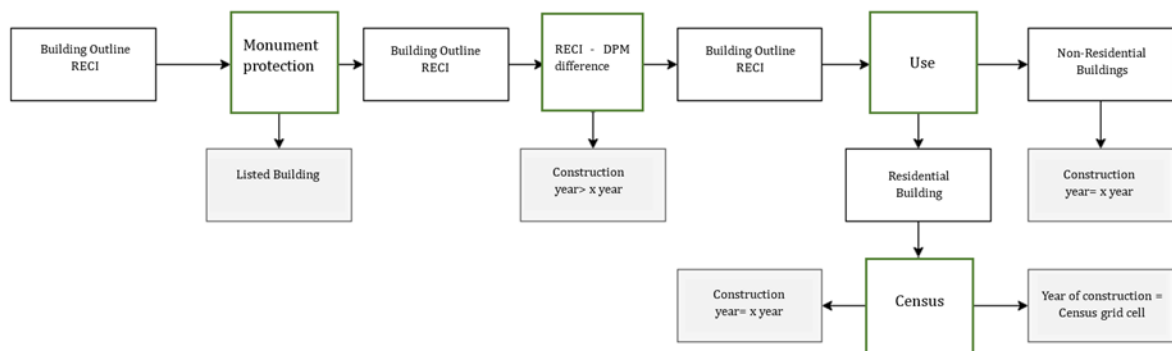 Building Outline
RECI
Monument
protection
Building Outline
RECI
RECI - DPM
difference
Building Outline
RECI
Use
Non-Residential
Buildings
Listed Building
Construction
year> x year
Residential
Building
Construction
year= x year
Construction
year= x year
Census
Year of construction =
Census grid cell